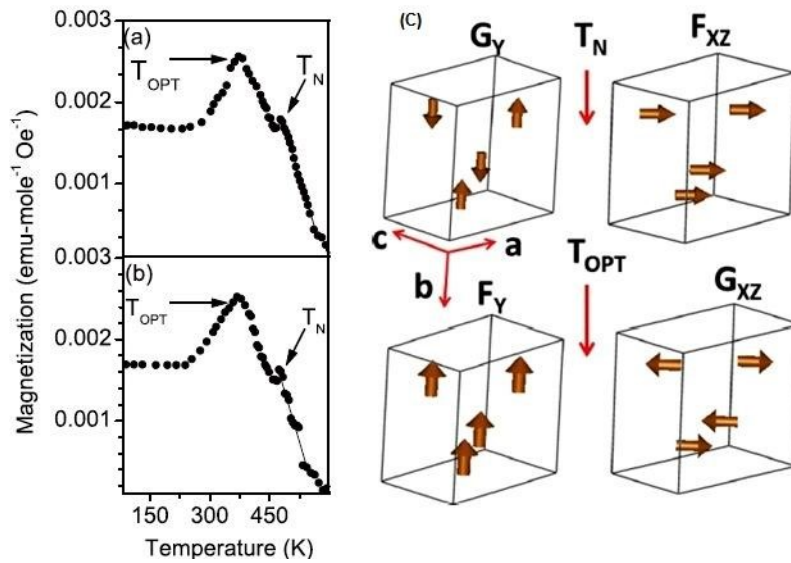 (a)
T_OPT
T_N
0.003
0.002
0.001
0.003
(b)
T_OPT
T_N
0.002
0.001
150 300 450
Temperature (K)
Magnetization (emu-mole⁻¹ Oe⁻¹)
(C)
G_Y
T_N
F_XZ
c
a
b
T_OPT
F_Y
G_XZ